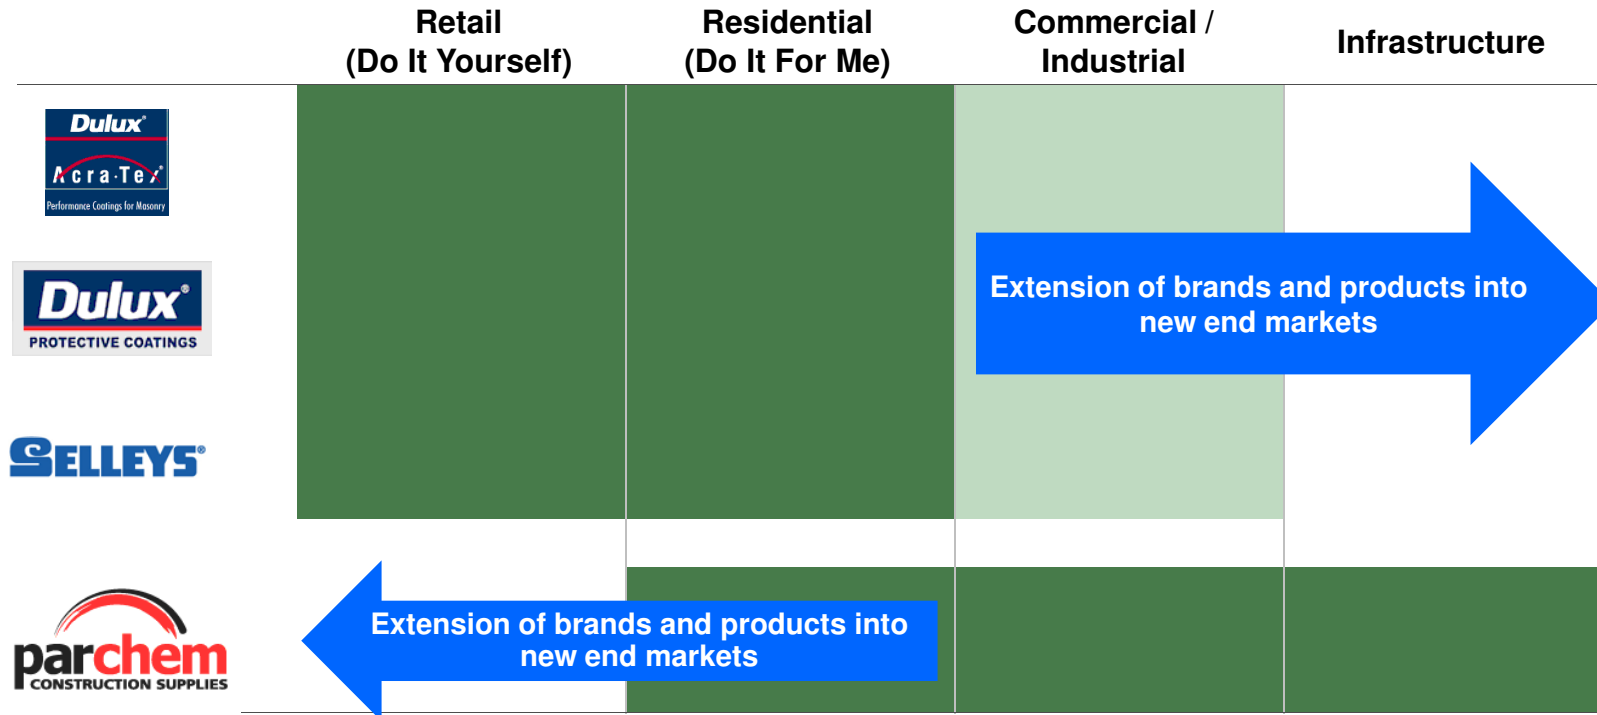 Retail
(Do It Yourself)
Residential
(Do It For Me)
Commercial /
Industrial
Infrastructure
Dulux®
Acra·Tex®
Performance Coatings for Masonry
Dulux®
PROTECTIVE COATINGS
Extension of brands and products into
new end markets
SELLEYS®
Extension of brands and products into
new end markets
parchem
CONSTRUCTION SUPPLIES